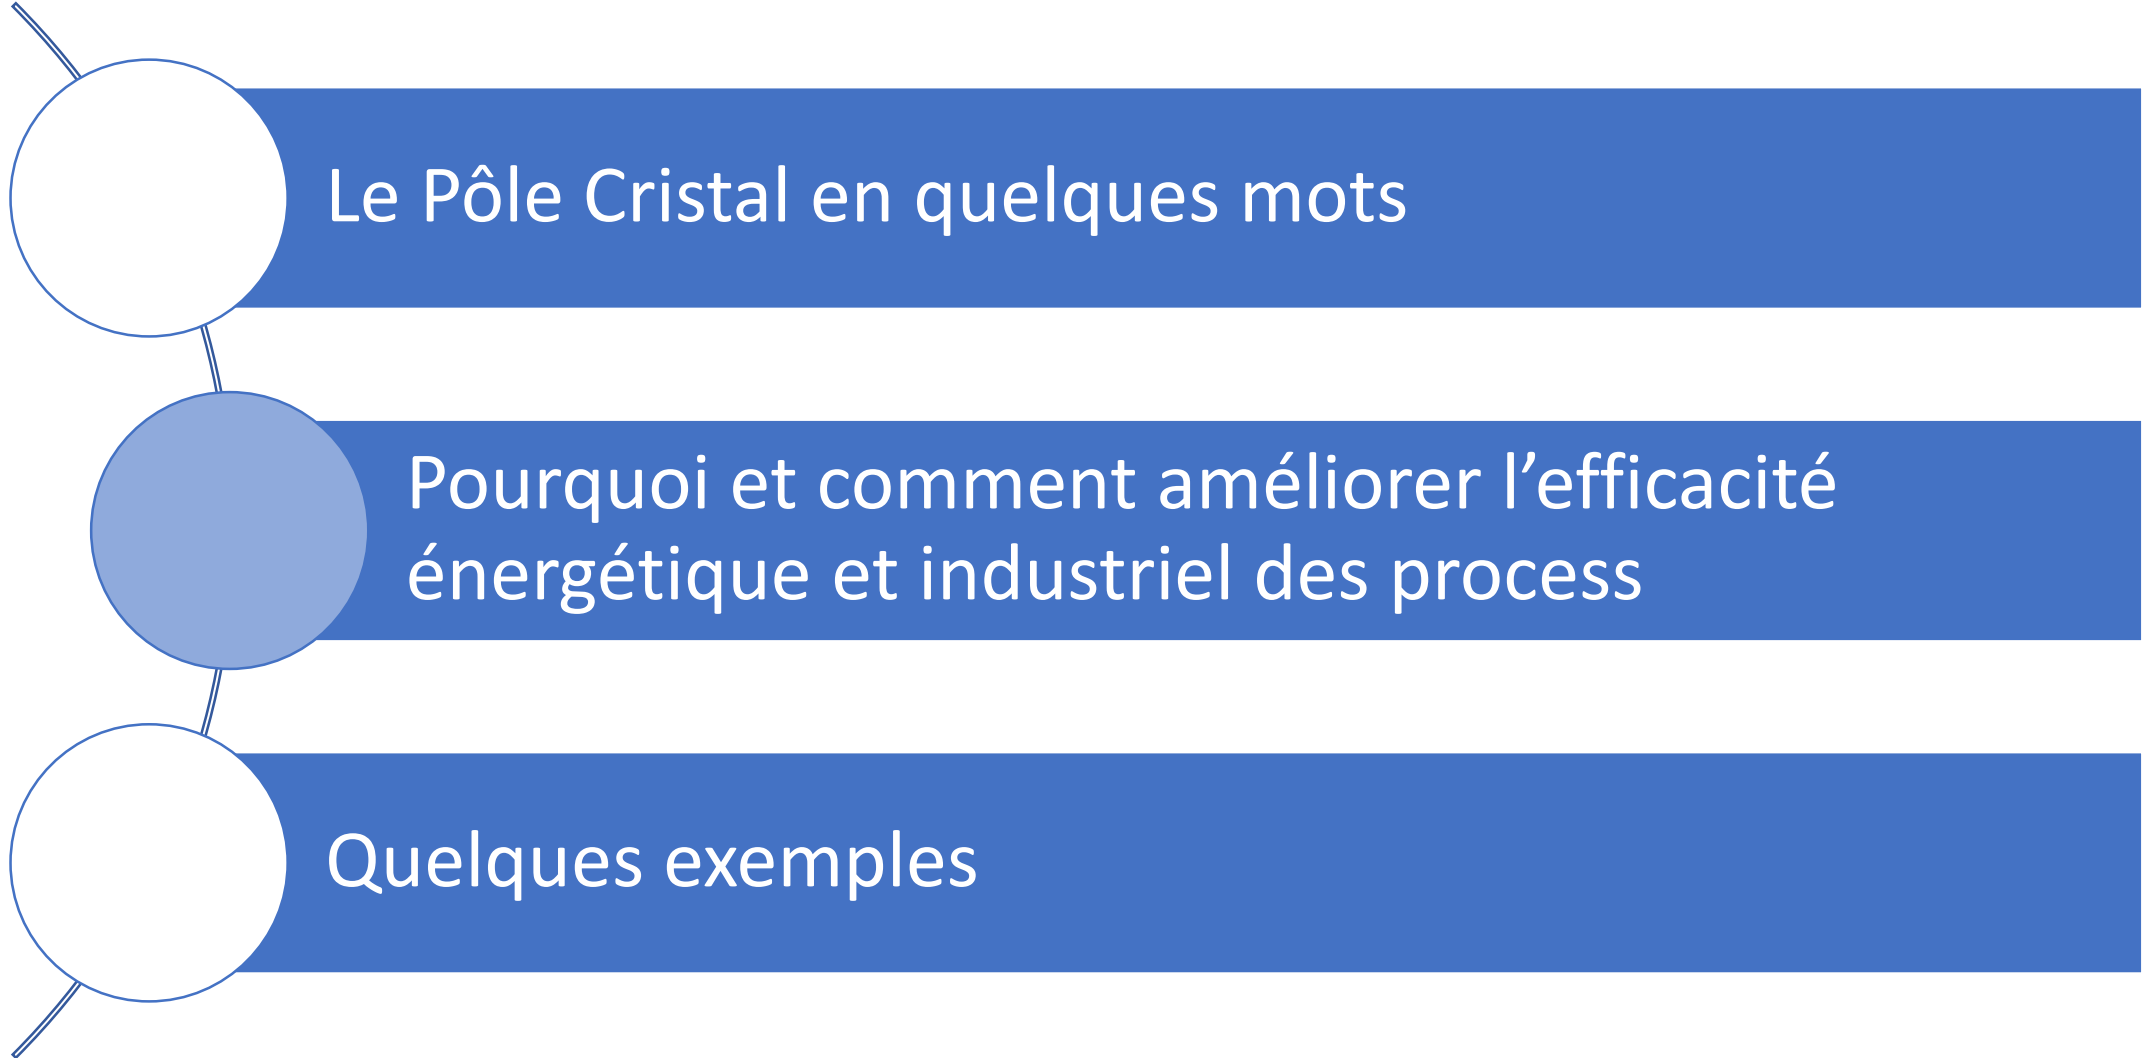 Le Pôle Cristal en quelques mots
Pourquoi et comment améliorer l’efficacité
énergétique et industriel des process
Quelques exemples